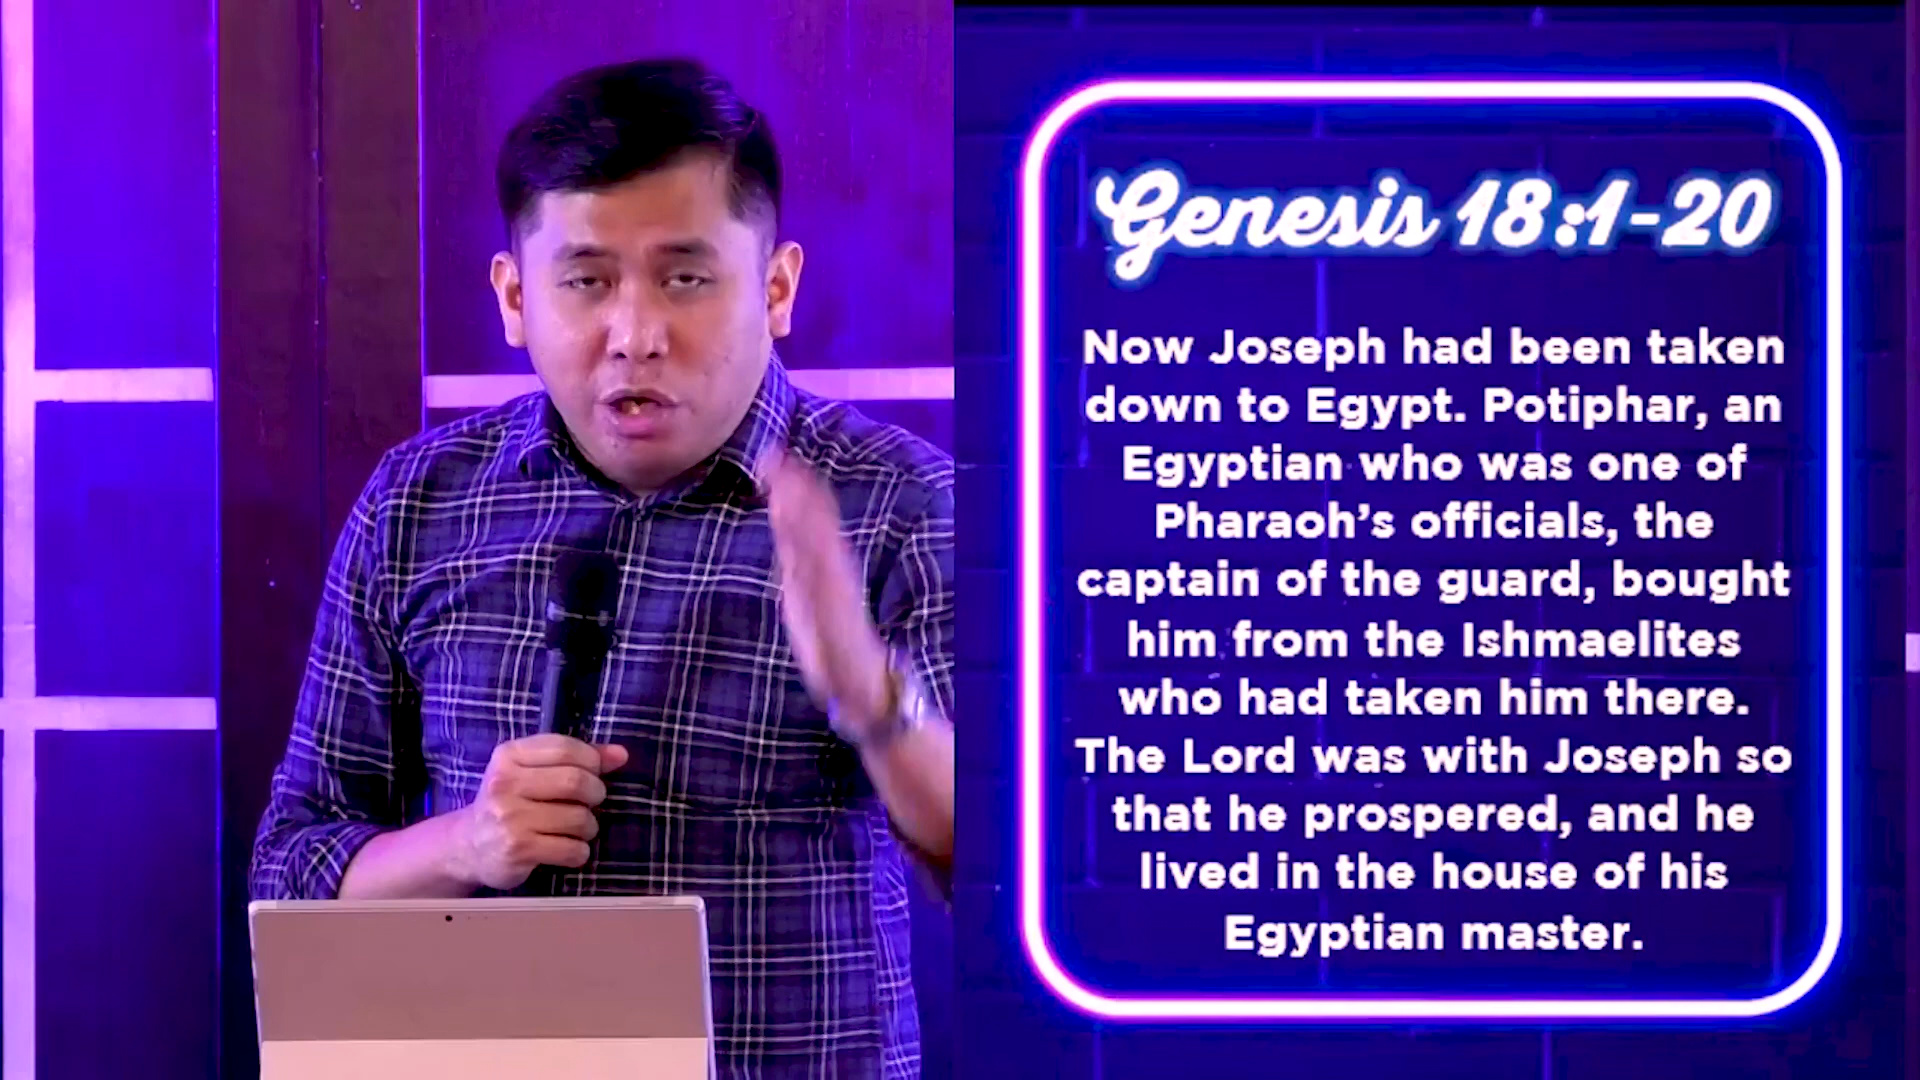 Genesis 18:1-20
Now Joseph had been taken
down to Egypt. Potiphar, an
Egyptian who was one of
Pharaoh's officials, the
captain of the guard, bought
him from the Ishmaelites
who had taken him there.
The Lord was with Joseph so
that he prospered, and he
lived in the house of his
Egyptian master.